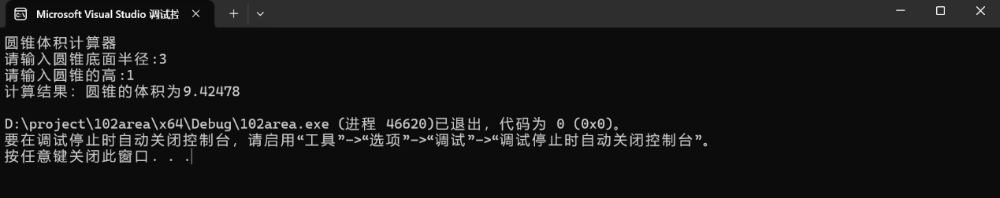 Microsoft Visual Studio 调试控
圆锥体积计算器
请输入圆锥底面半径:3
请输入圆锥的高:1
计算结果: 圆锥的体积为9.42478
D:\project\102area\x64\Debug\102area.exe (进程 46620)已退出，代码为 0 (0x0)。
要在调试停止时自动关闭控制台，请启用“工具”->“选项”->“调试”->“调试停止时自动关闭控制台”。
按任意键关闭此窗口. . .